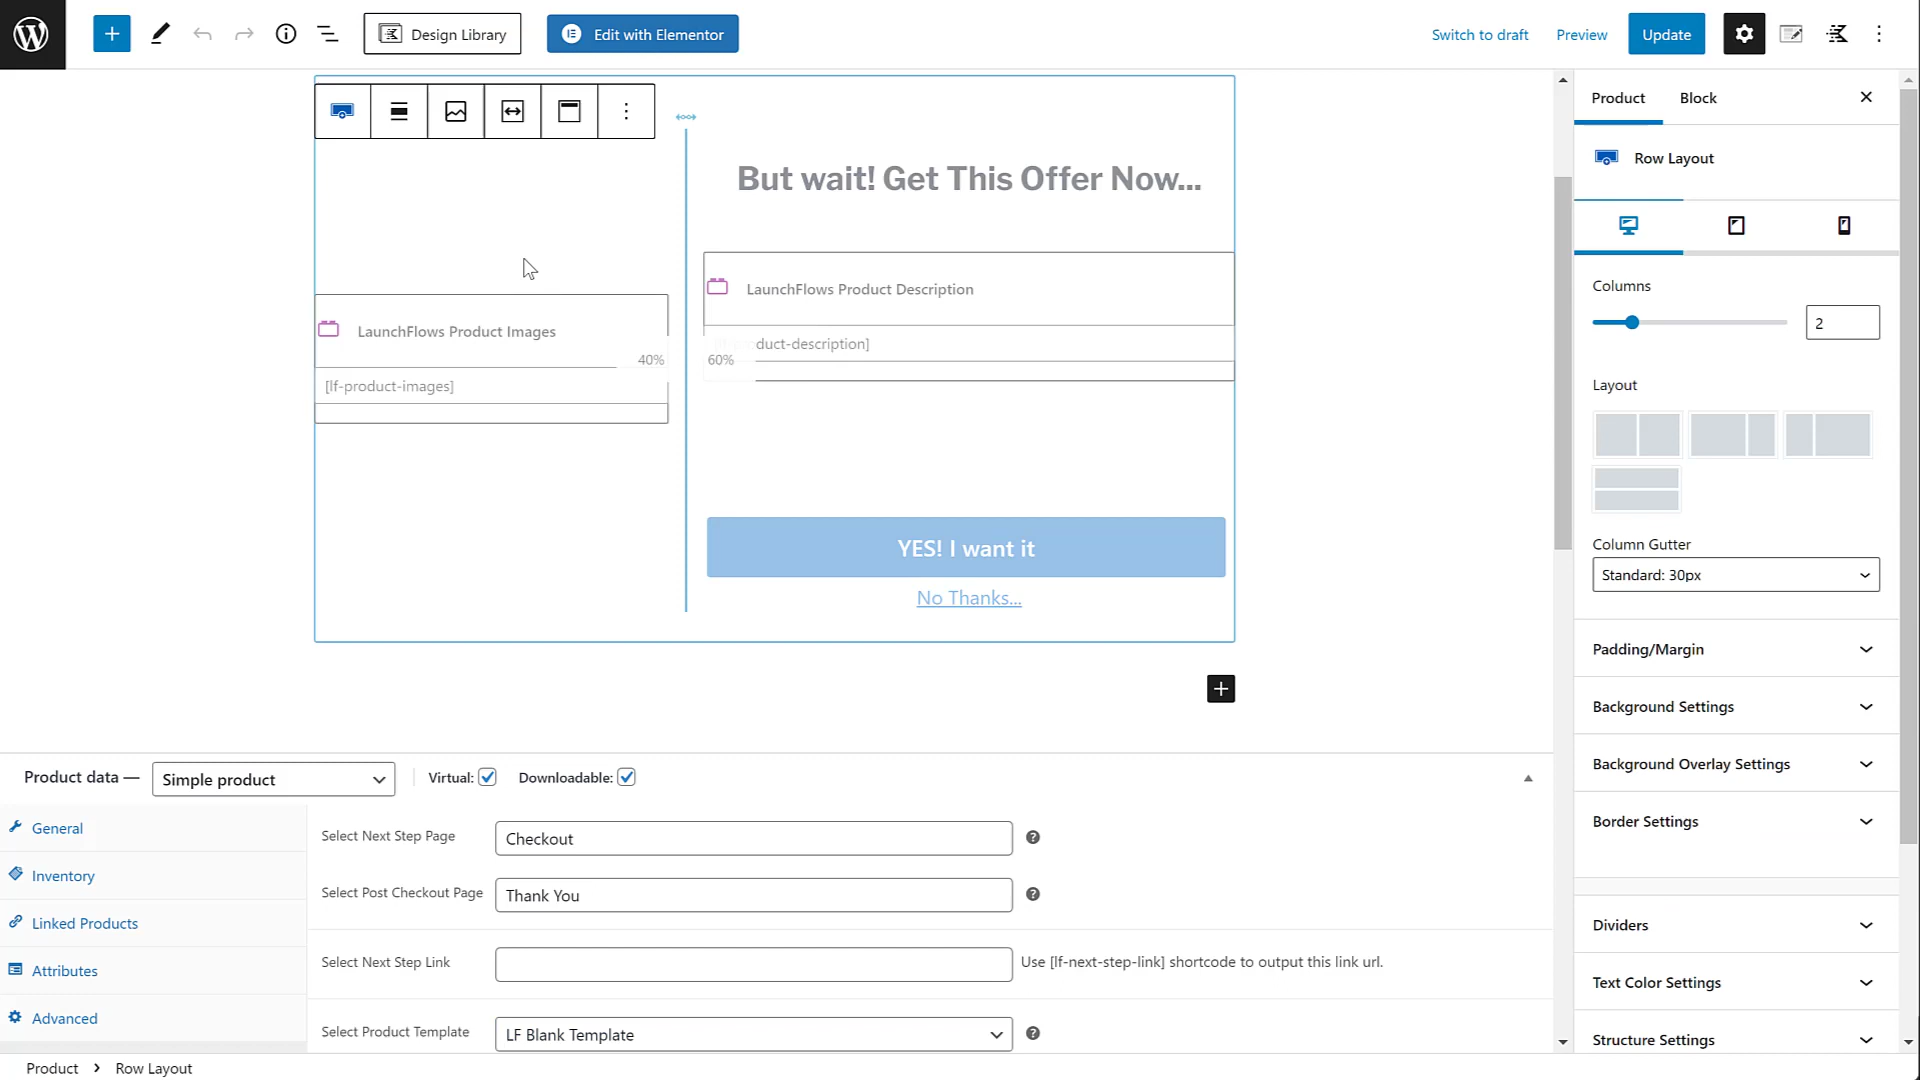 Design Library
Edit with Elementor
Switch to draft
Preview
Update
But wait! Get This Offer Now...
LaunchFlows Product Images
40%
[lf-product-images]
LaunchFlows Product Description
duct-description]
60%
YES! I want it
No Thanks...
Product
Block
Row Layout
Columns
2
Layout
Column Gutter
Standard: 30px
Padding/Margin
Background Settings
Background Overlay Settings
Border Settings
Dividers
Text Color Settings
Structure Settings
Product data —
Simple product
Virtual:
Downloadable:
General
Inventory
Linked Products
Attributes
Advanced
Select Next Step Page
Checkout
Select Post Checkout Page
Thank You
Select Next Step Link
Use [lf-next-step-link] shortcode to output this link url.
Select Product Template
LF Blank Template
Product
Row Layout